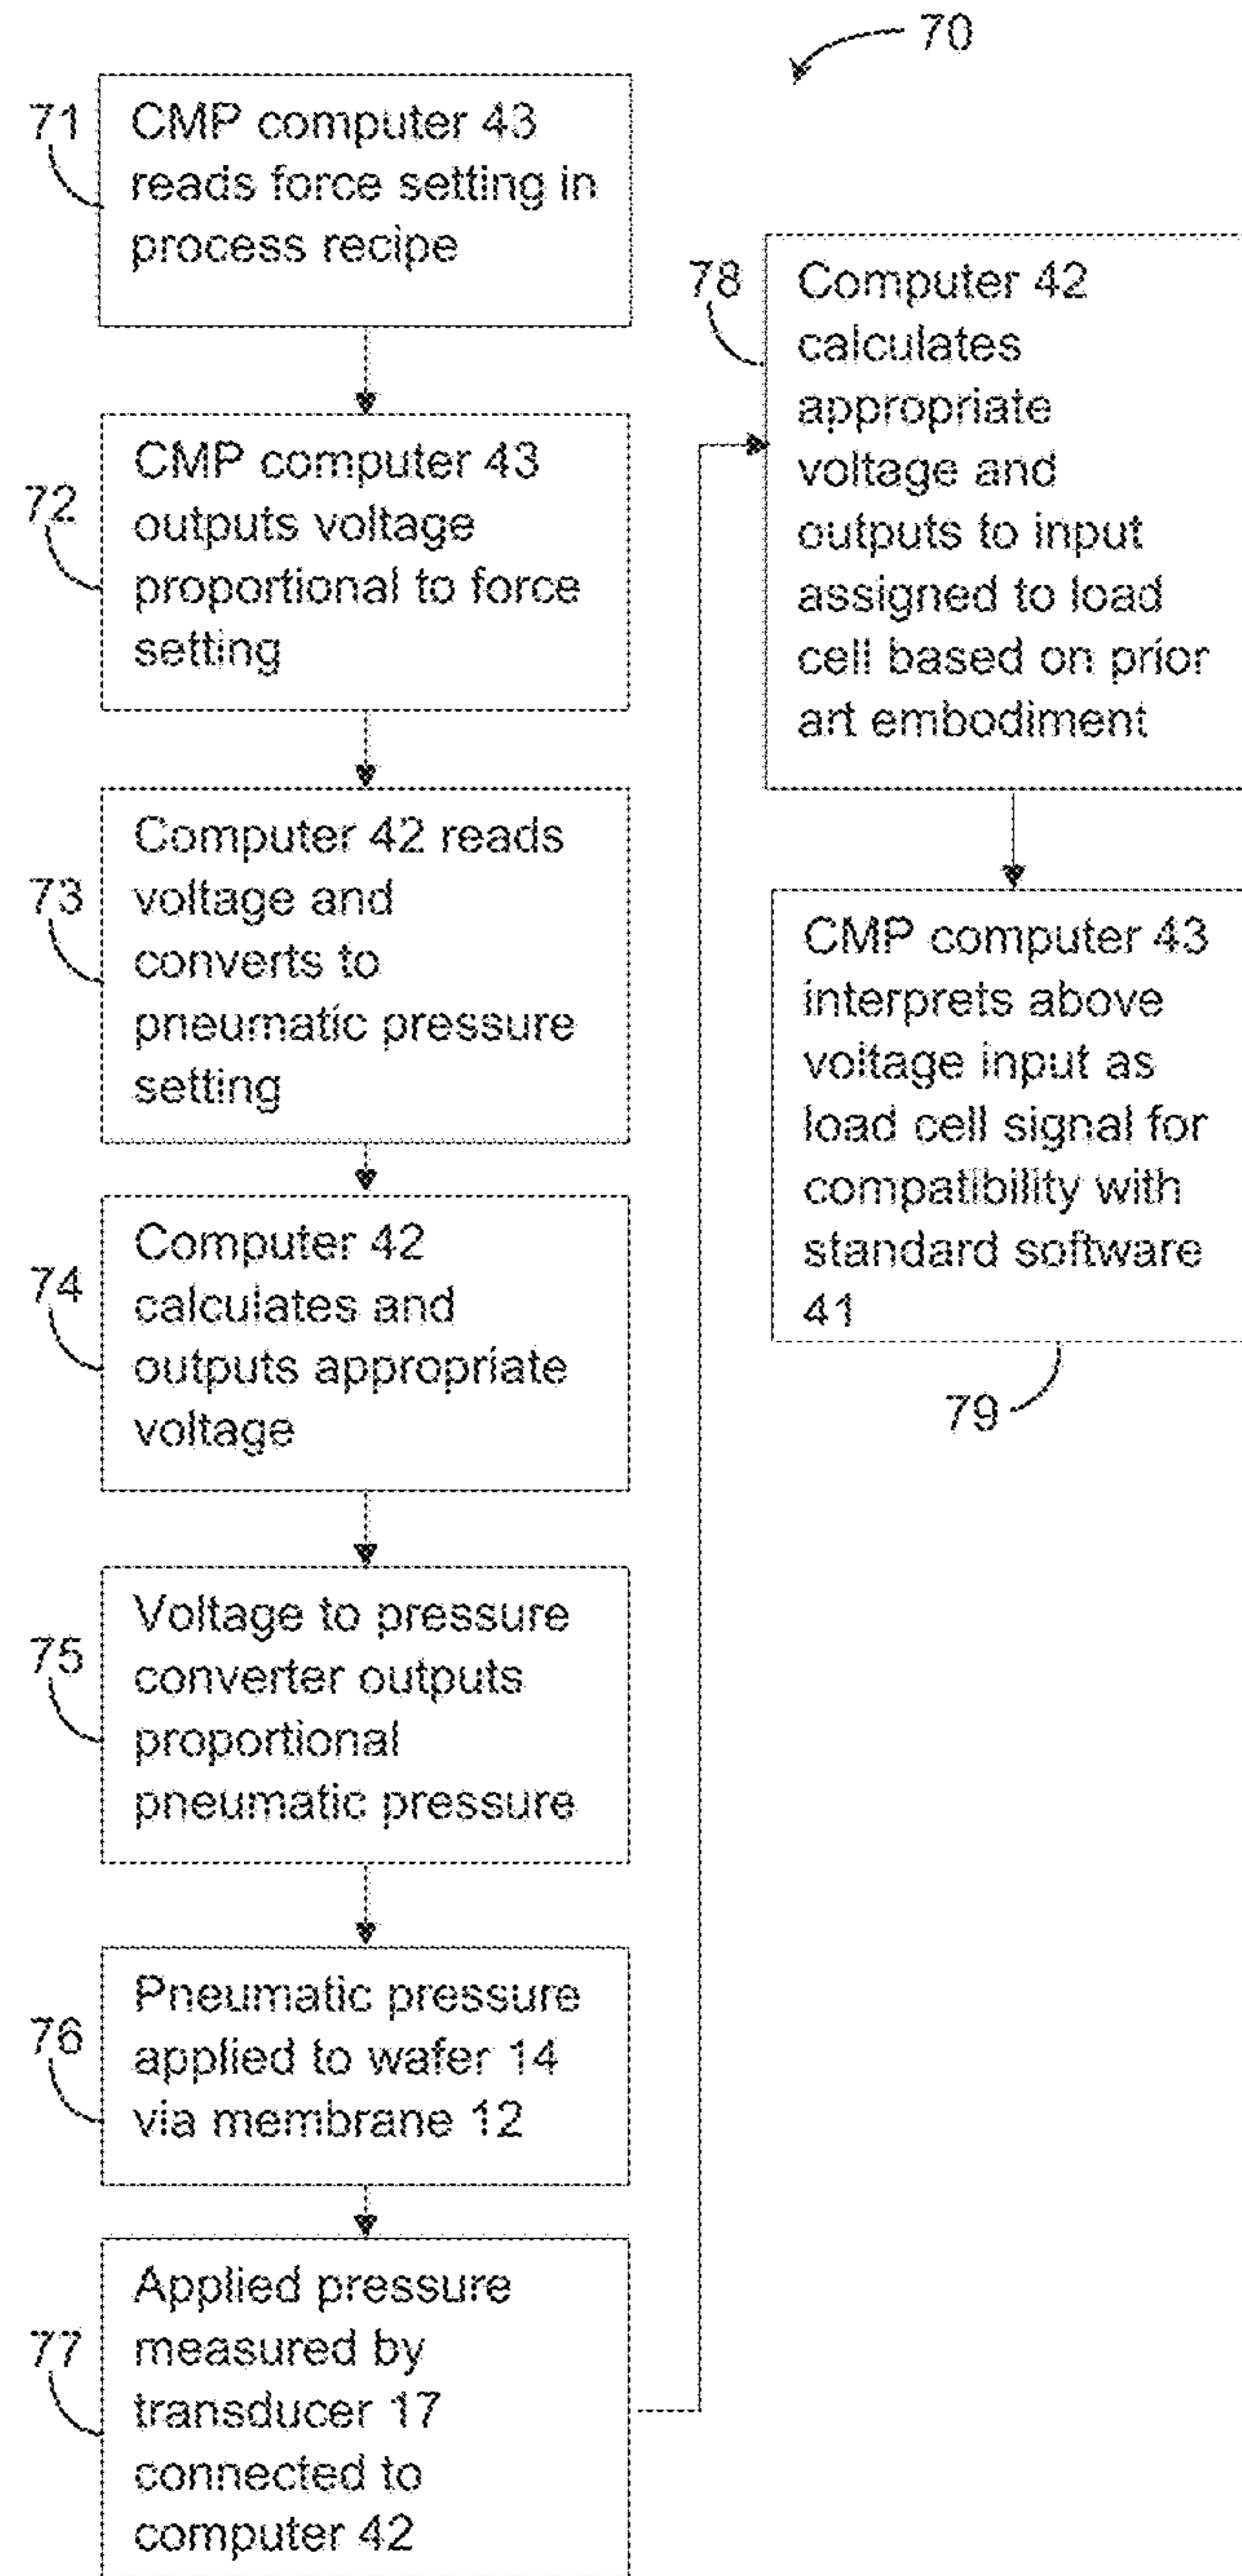 70
71
CMP computer 43
reads force setting in
process recipe
72
CMP computer 43
outputs voltage
proportional to force
setting
73
Computer 42 reads
voltage and
converts to
pneumatic pressure
setting
74
Computer 42
calculates and
outputs appropriate
voltage
75
Voltage to pressure
converter outputs
proportional
pneumatic pressure
76
Pneumatic pressure
applied to wafer 14
via membrane 12
77
Applied pressure
measured by
transducer 17
connected to
computer 42
78
Computer 42
calculates
appropriate
voltage and
outputs to input
assigned to load
cell based on prior
art embodiment
CMP computer 43
interprets above
voltage input as
load cell signal for
compatibility with
standard software
41
79